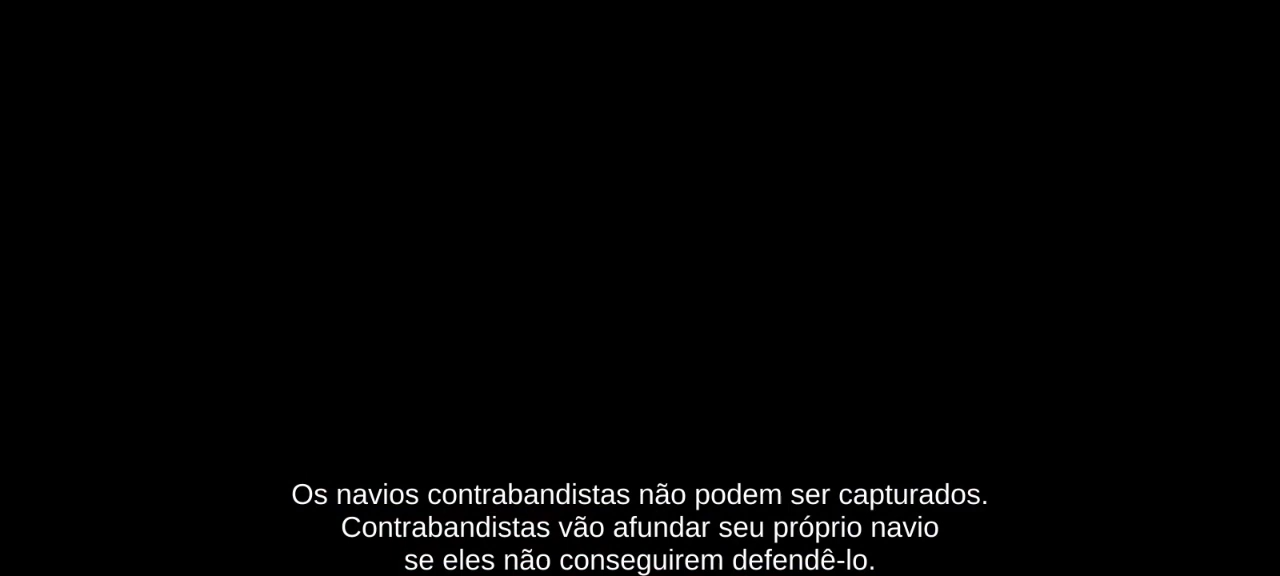 Os navios contrabandistas não podem ser capturados.
Contrabandistas vão afundar seu próprio navio
se eles não conseguirem defendê-lo.